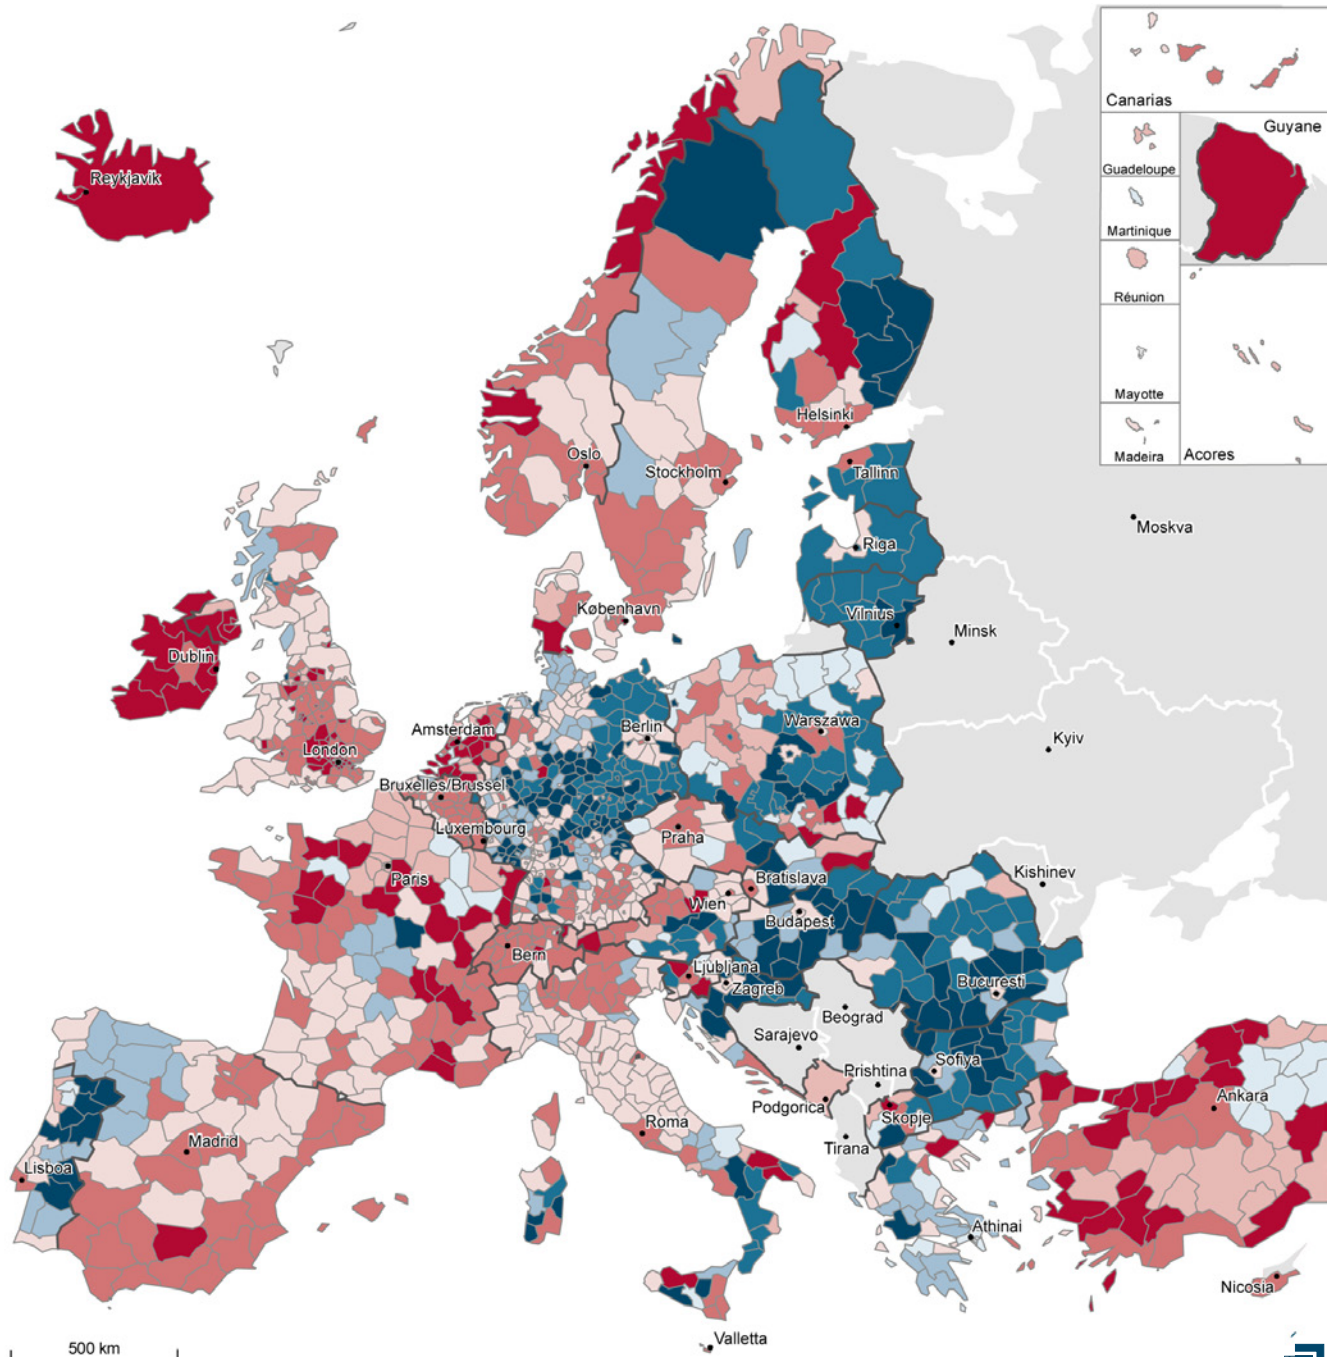 Canarias
Guyane
Guadeloupe
Martinique
Réunion
Mayotte
Madeira
Acores
Reykjavik
Helsinki
Oslo
Stockholm
Tallinn
Moskva
Riga
København
Vilnius
Minsk
Dublin
Amsterdam
Berlin
Warszawa
London
Kyiv
Bruxelles/Brussel
Luxembourg
Praha
Paris
Kishinev
Bratislava
Wien
Budapest
Bern
Ljubljana
Zagreb
Bucuresti
Beograd
Sarajevo
Sofiya
Prishtina
Podgorica
Skopje
Ankara
Roma
Tirana
Madrid
Lisboa
Athinai
Nicosia
Valletta
500 km